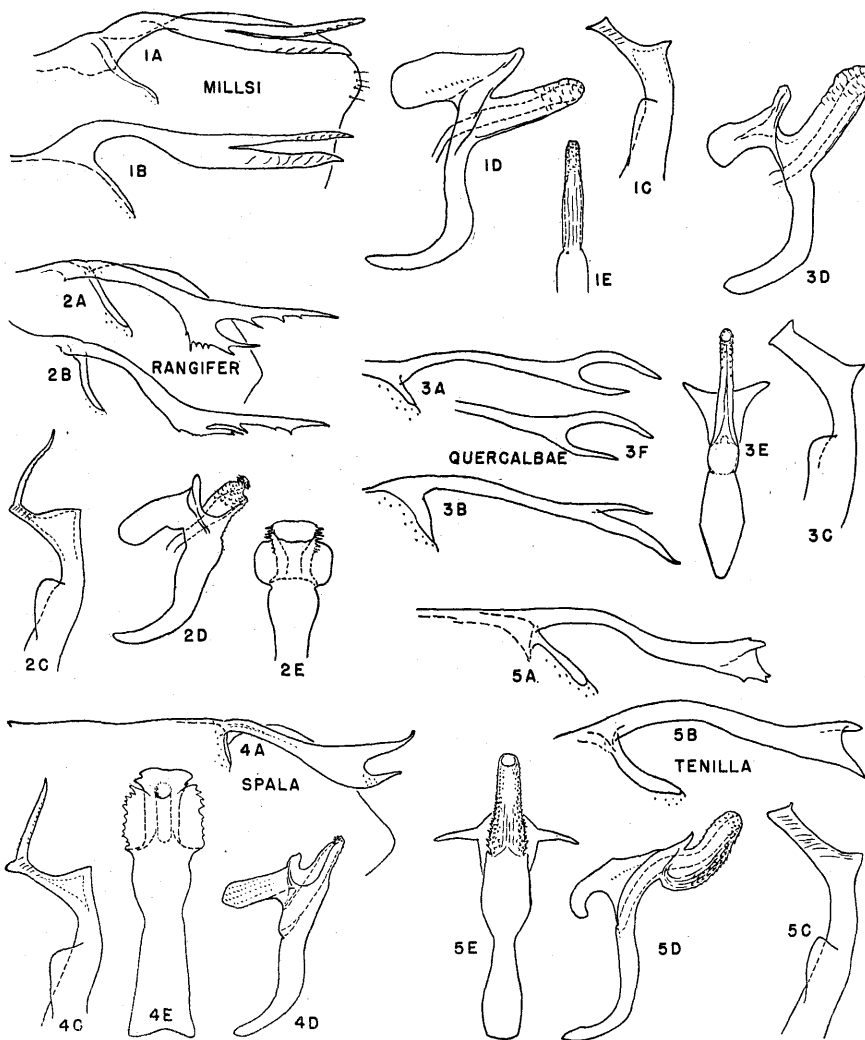 1A
MILLSI
1B
1D
1E
1C
3D
2A
RANGIFER
2B
3A
3F
QUERCALBAE
3B
3E
3C
2C
2D
2E
5A
5B
TENILLA
4A
SPALA
4C
4E
4D
5E
5D
5C